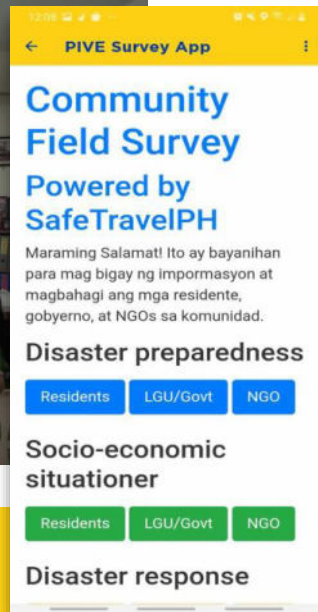 12:08
PIVE Survey App
Community
Field Survey
Powered by
SafeTravelPH
Maraming Salamat! Ito ay bayanihan
para mag bigay ng impormasyon at
magbahagi ang mga residente,
gobyerno, at NGOs sa komunidad.
Disaster preparedness
Residents LGU/Govt NGO
Socio-economic
situationer
Residents LGU/Govt NGO
Disaster response